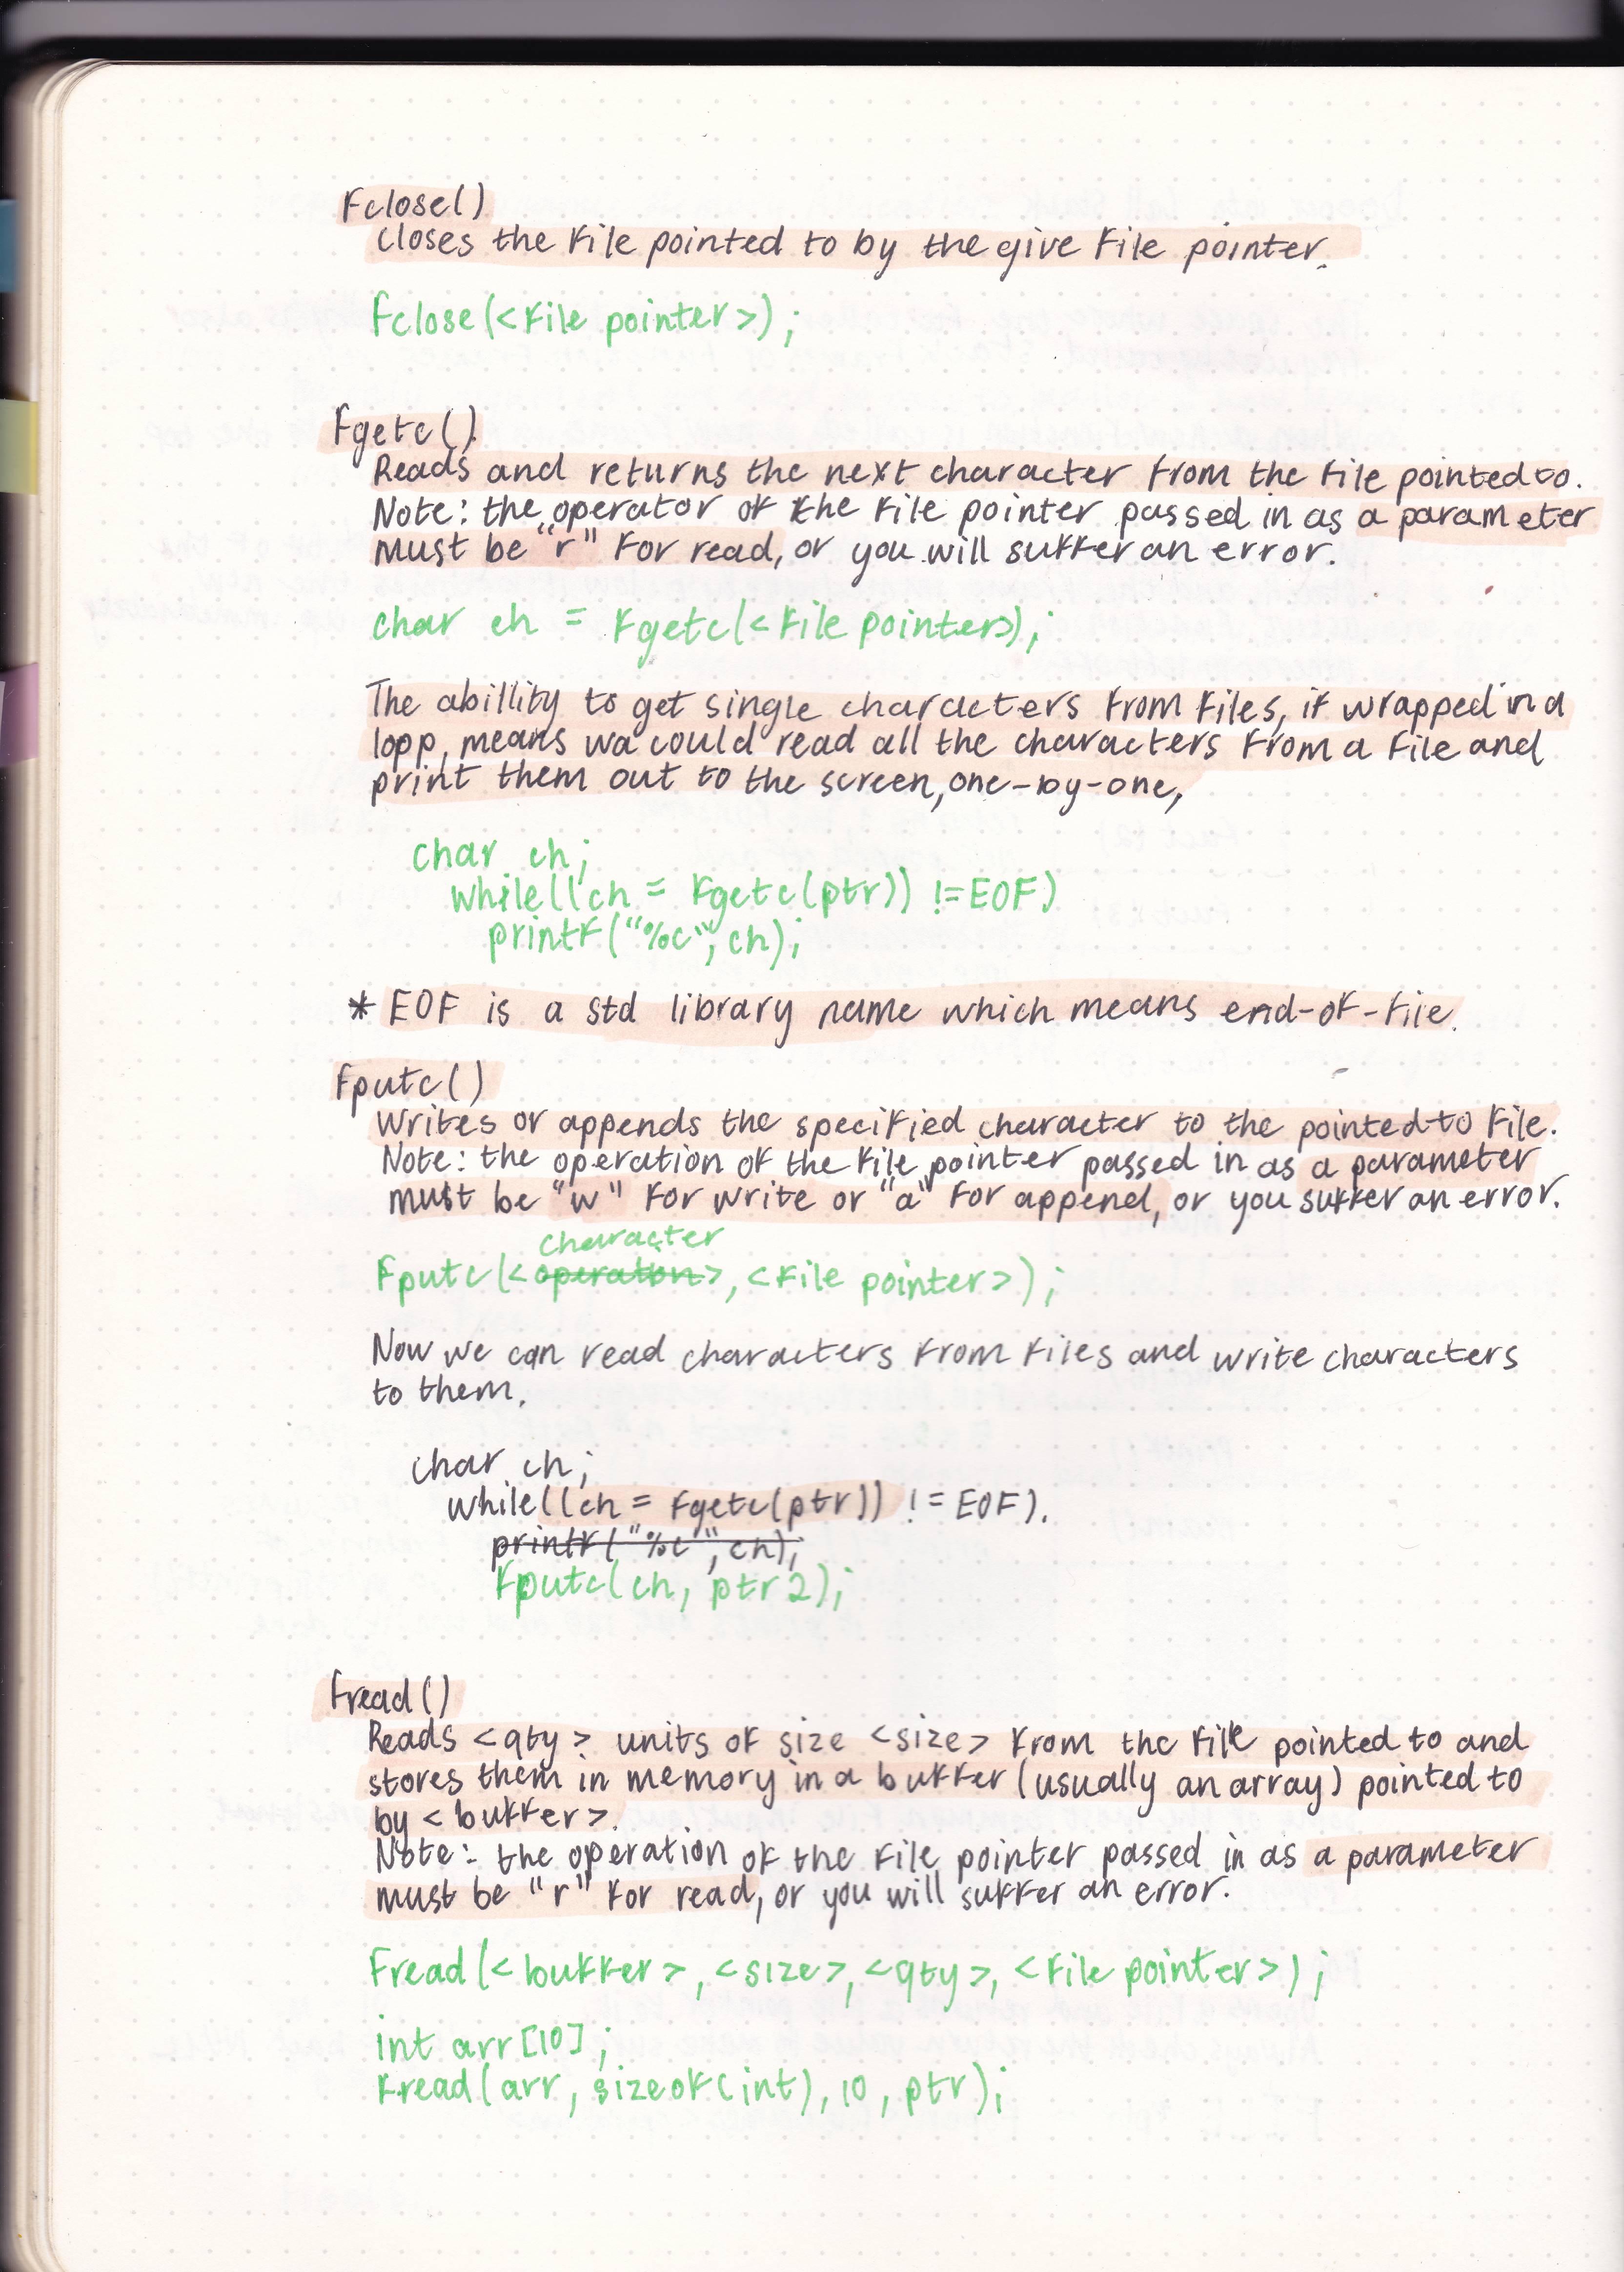 fclose()
closes the file pointed to by the give file pointer.
fclose(<file pointer>);
fgetc()
Reads and returns the next character from the file pointed to.
Note: the operator of the file pointer passed in as a parameter
must be "r" for read, or you will suffer an error.
char ch = fgetc(<file pointer>);
The abillity to get single characters from files, if wrapped in a
lopp, means wa could read all the characters from a file and
print them out to the screen, one-by-one,
char ch;
while((ch = fgetc(ptr)) != EOF)
printf("%c", ch);
* EOF is a std library name which means end-of-file.
fputc()
Writes or appends the specified character to the pointed-to file.
Note: the operation of the file pointer passed in as a parameter
must be "w" for write or "a" for append, or you suffer an error.
character
fputc(<operation>, <file pointer>);
Now we can read characters from files and write characters
to them.
char ch;
while((ch = fgetc(ptr)) != EOF).
printf("%c", ch);
fputc(ch, ptr2);
fread()
Reads <qty> units of size <size> from the file pointed to and
stores them in memory in a buffer (usually an array) pointed to
by <buffer>.
Note: the operation of the file pointer passed in as a parameter
must be "r" for read, or you will suffer an error.
fread(<buffer>, <size>, <qty>, <file pointer>);
int arr[10];
fread(arr, sizeof(int), 10, ptr);